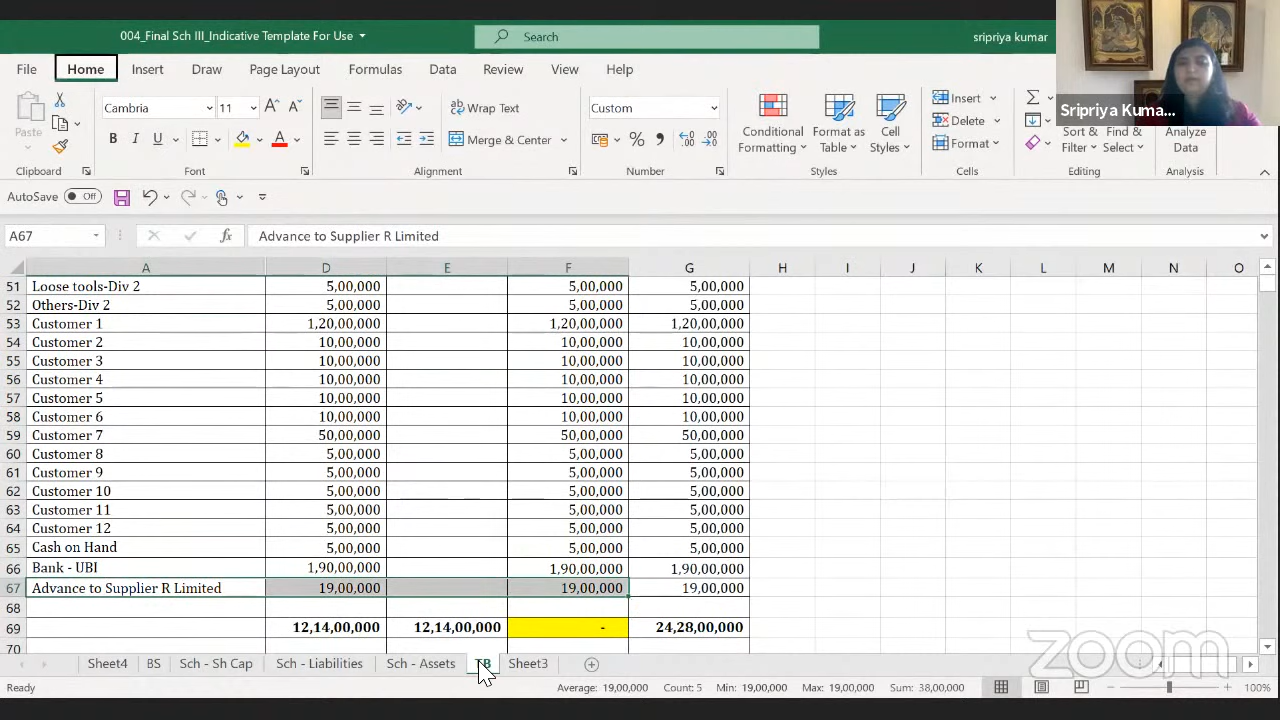 004_Final Sch III_Indicative Template For Use
Search
sripriya kumar
File Home Insert Draw Page Layout Formulas Data Review View Help
Sripriya Kuma...
Paste
Clipboard
Cambria 11
B I U
Font
Wrap Text
Merge & Center
Alignment
Custom
Number
Conditional Formatting
Format as Table
Cell Styles
Styles
Insert
Delete
Format
Cells
Sort & Filter
Find & Select
Editing
Analyze Data
Analysis
AutoSave Off
A67 fx Advance to Supplier R Limited
A D E F G H I J K L M N O
51 Loose tools-Div 2 5,00,000 5,00,000 5,00,000
52 Others-Div 2 5,00,000 5,00,000 5,00,000
53 Customer 1 1,20,00,000 1,20,00,000 1,20,00,000
54 Customer 2 10,00,000 10,00,000 10,00,000
55 Customer 3 10,00,000 10,00,000 10,00,000
56 Customer 4 10,00,000 10,00,000 10,00,000
57 Customer 5 10,00,000 10,00,000 10,00,000
58 Customer 6 10,00,000 10,00,000 10,00,000
59 Customer 7 50,00,000 50,00,000 50,00,000
60 Customer 8 5,00,000 5,00,000 5,00,000
61 Customer 9 5,00,000 5,00,000 5,00,000
62 Customer 10 5,00,000 5,00,000 5,00,000
63 Customer 11 5,00,000 5,00,000 5,00,000
64 Customer 12 5,00,000 5,00,000 5,00,000
65 Cash on Hand 5,00,000 5,00,000 5,00,000
66 Bank - UBI 1,90,00,000 1,90,00,000 1,90,00,000
67 Advance to Supplier R Limited 19,00,000 19,00,000 19,00,000
68
69 12,14,00,000 12,14,00,000 - 24,28,00,000
70
zoom
Sheet4 BS Sch - Sh Cap Sch - Liabilities Sch - Assets TB Sheet3
Ready Average: 19,00,000 Count: 5 Min: 19,00,000 Max: 19,00,000 Sum: 38,00,000 100%